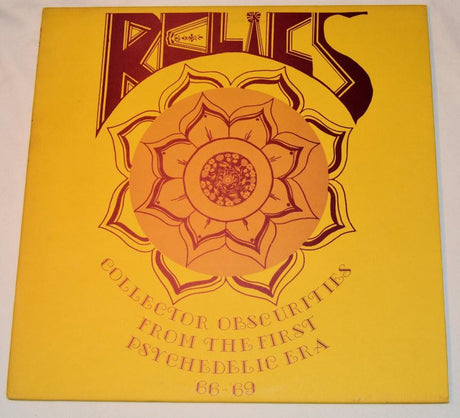 RELICS
COLLECTOR OBSCURITIES
FROM THE FIRST
PSYCHEDELIC ERA
66-'69